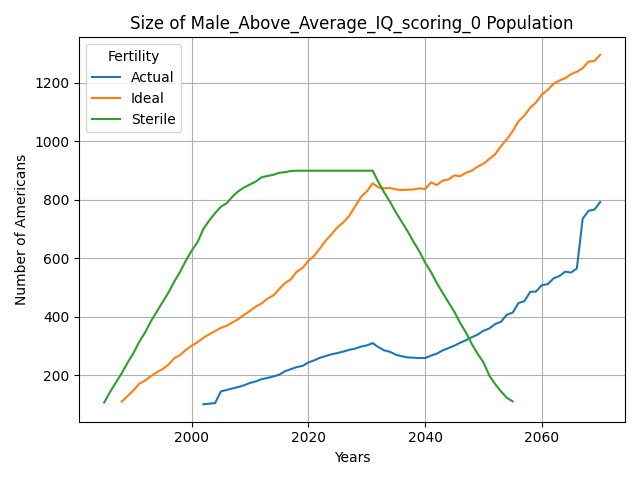 Size of Male_Above_Average_IQ_scoring_0 Population
Fertility
Actual
Ideal
Sterile
Number of Americans
1200
1000
800
600
400
200
2000
2020
2040
2060
Years